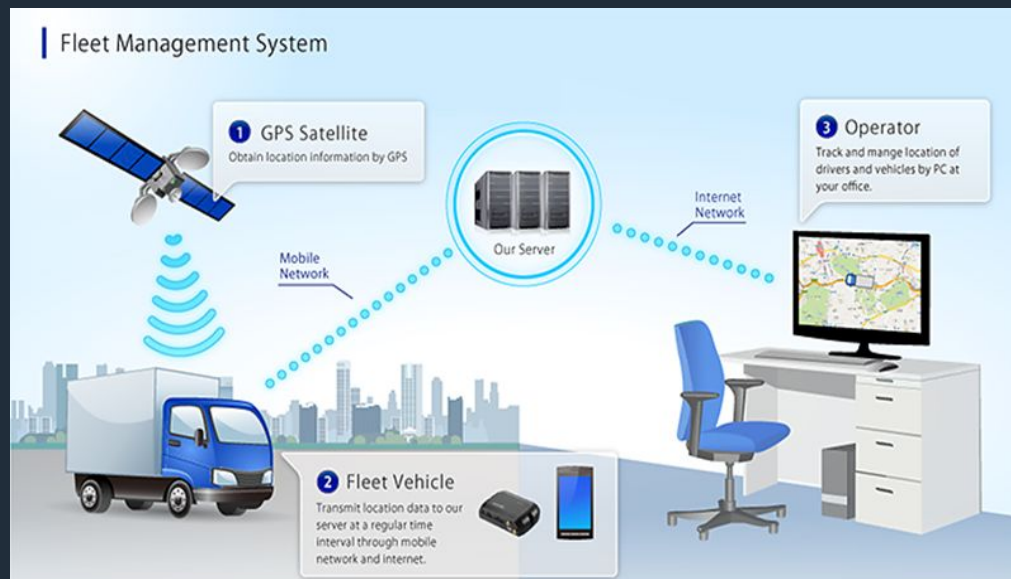 Fleet Management System
1 GPS Satellite
Obtain location information by GPS
3 Operator
Track and mange location of
drivers and vehicles by PC at
your office.
Internet
Network
Our Server
Mobile
Network
2 Fleet Vehicle
Transmit location data to our
server at a regular time
interval through mobile
network and internet.